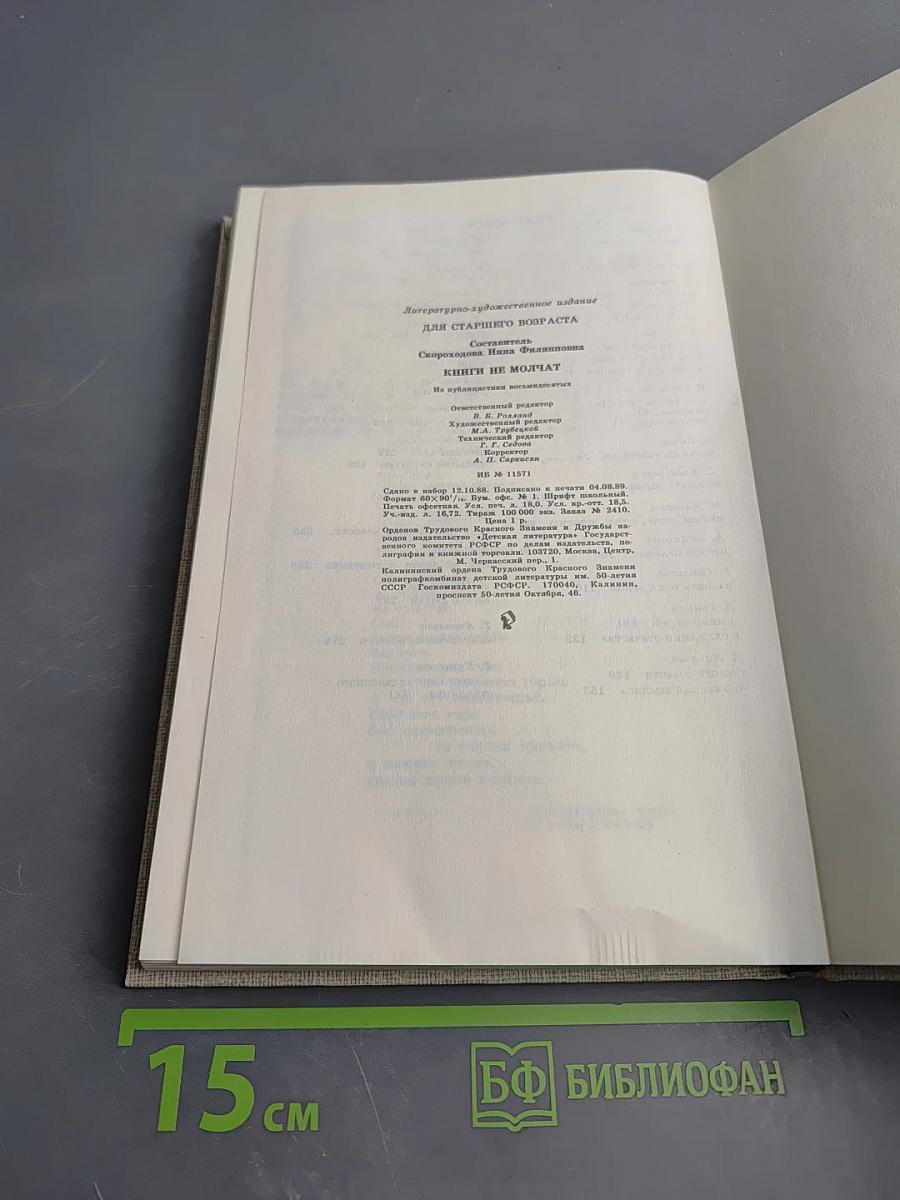 Литературно-художественное издание
ДЛЯ СТАРШЕГО ВОЗРАСТА
Составитель
Скороходова Инна Филипповна
КНИГИ НЕ МОЛЧАТ
Из публицистики восьмидесятых
Ответственный редактор
В. Б. Ролланд
Художественный редактор
М.А. Трубецкой
Технический редактор
Г. Г. Седова
Корректор
А. П. Саркисян
ИБ № 11571
Сдано в набор 12.10.88. Подписано к печати 04.08.89.
Формат 60×90¹/₁₆. Бум. офс. № 1. Шрифт школьный.
Печать офсетная. Усл. печ. л. 18,0. Усл. кр.-отт. 18,5.
Уч.-изд. л. 16,72. Тираж 100 000 экз. Заказ № 2410.
Цена 1 р.
Орденов Трудового Красного Знамени и Дружбы на-
родов издательство «Детская литература» Государст-
венного комитета РСФСР по делам издательств, по-
лиграфии и книжной торговли. 103720, Москва, Центр,
М. Черкасский пер., 1.
Калининский ордена Трудового Красного Знамени
полиграфкомбинат детской литературы им. 50-летия
СССР Госкомиздата РСФСР. 170040, Калинин,
проспект 50-летия Октября, 46.
15 см
БФ БИБЛИОФАН